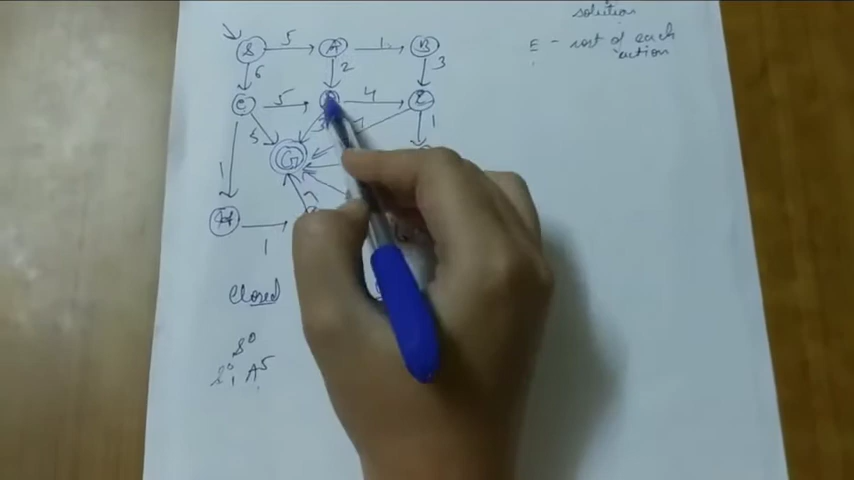 solution
E - cost of each
action
S 5 A 1 B
6 2 3
C 5 4 E
5 1
G
1
H
1
7
Closed
S⁰
S⁰, A⁵